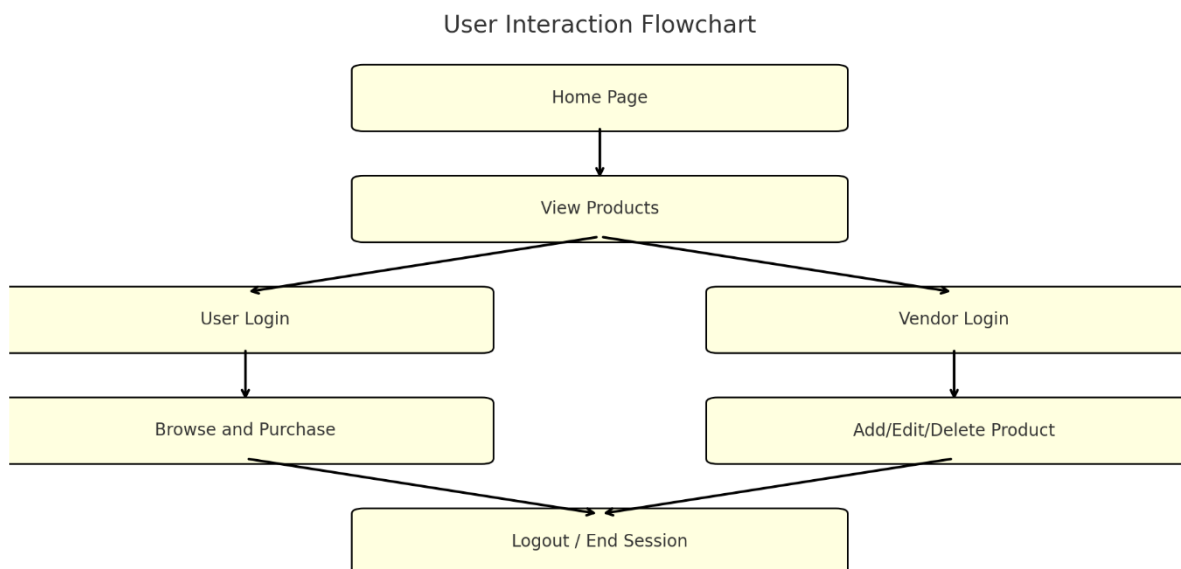 User Interaction Flowchart
Home Page
View Products
User Login
Vendor Login
Browse and Purchase
Add/Edit/Delete Product
Logout / End Session